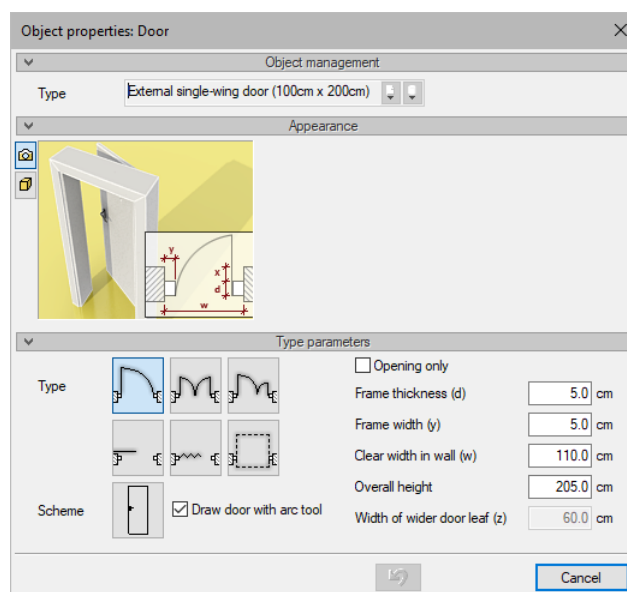 Object properties: Door
Object management
Type
External single-wing door (100cm x 200cm)
Appearance
y
x
d
w
Type parameters
Type
Opening only
Frame thickness (d)
5.0 cm
Frame width (y)
5.0 cm
Clear width in wall (w)
110.0 cm
Overall height
205.0 cm
Scheme
Draw door with arc tool
Width of wider door leaf (z)
60.0 cm
Cancel